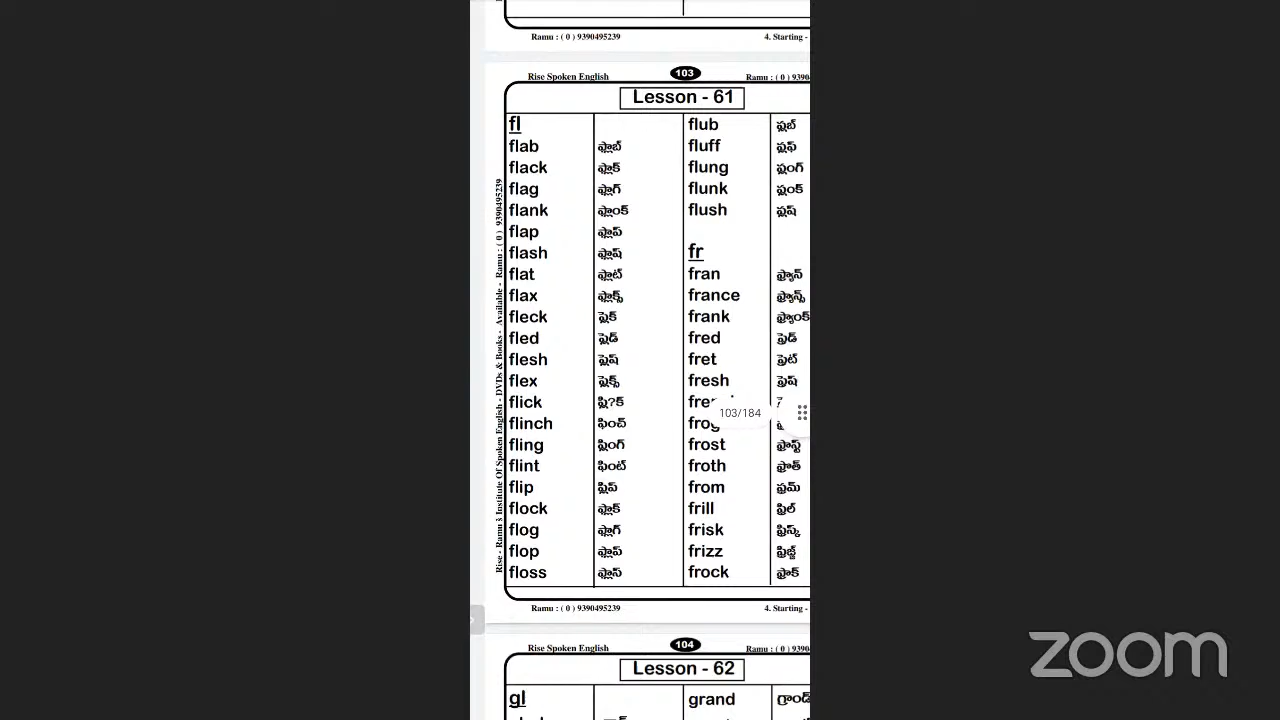 Ramu : ( 0 ) 9390495239
4. Starting -
Rise Spoken English
103
Ramu : ( 0 ) 9390
Lesson - 61
Rise - Ramu š Institute Of Spoken English - DVDs & Books - Available - Ramu : ( 0 ) 9390495239
fl
flab ఫ్లాబ్
flack ఫ్లాక్
flag ఫ్లాగ్
flank ఫ్లాంక్
flap ఫ్లాప్
flash ఫ్లాష్
flat ఫ్లాట్
flax ఫ్లాక్స్
fleck ఫ్లెక్
fled ఫ్లెడ్
flesh ఫ్లెష్
flex ఫ్లెక్స్
flick ఫ్లి?క్
flinch ఫించ్
fling ఫ్లింగ్
flint ఫింట్
flip ఫ్లిప్
flock ఫ్లాక్
flog ఫ్లాగ్
flop ఫ్లాప్
floss ఫ్లాస్
flub ఫ్లబ్
fluff ఫ్లఫ్
flung ఫ్లంగ్
flunk ఫ్లంక్
flush ఫ్లష్
fr
fran ఫ్ర్యాన్
france ఫ్ర్యాన్స్
frank ఫ్ర్యాంక్
fred ఫ్రెడ్
fret ఫ్రెట్
fresh ఫ్రెష్
103/184
frog
frost ఫ్రాస్ట్
froth ఫ్రాత్
from ఫ్రమ్
frill ఫ్రిల్
frisk ఫ్రిస్క్
frizz ఫ్రిజ్జ్
frock ఫ్రాక్
Ramu : ( 0 ) 9390495239
4. Starting -
Rise Spoken English
104
Ramu : ( 0 ) 9390
Lesson - 62
gl
grand గ్రాండ్
zoom